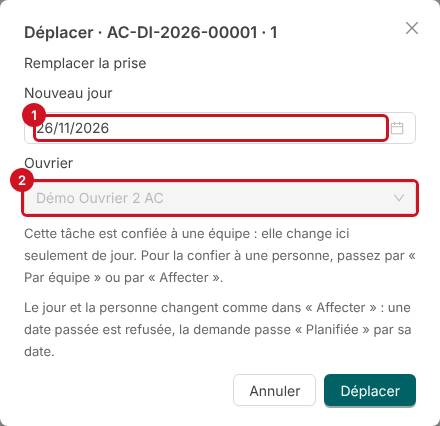 Déplacer · AC-DI-2026-00001 · 1
Remplacer la prise
Nouveau jour
1
26/11/2026
Ouvrier
2
Démo Ouvrier 2 AC
Cette tâche est confiée à une équipe : elle change ici
seulement de jour. Pour la confier à une personne, passez par «
Par équipe » ou par « Affecter ».
Le jour et la personne changent comme dans « Affecter » : une
date passée est refusée, la demande passe « Planifiée » par sa
date.
Annuler
Déplacer